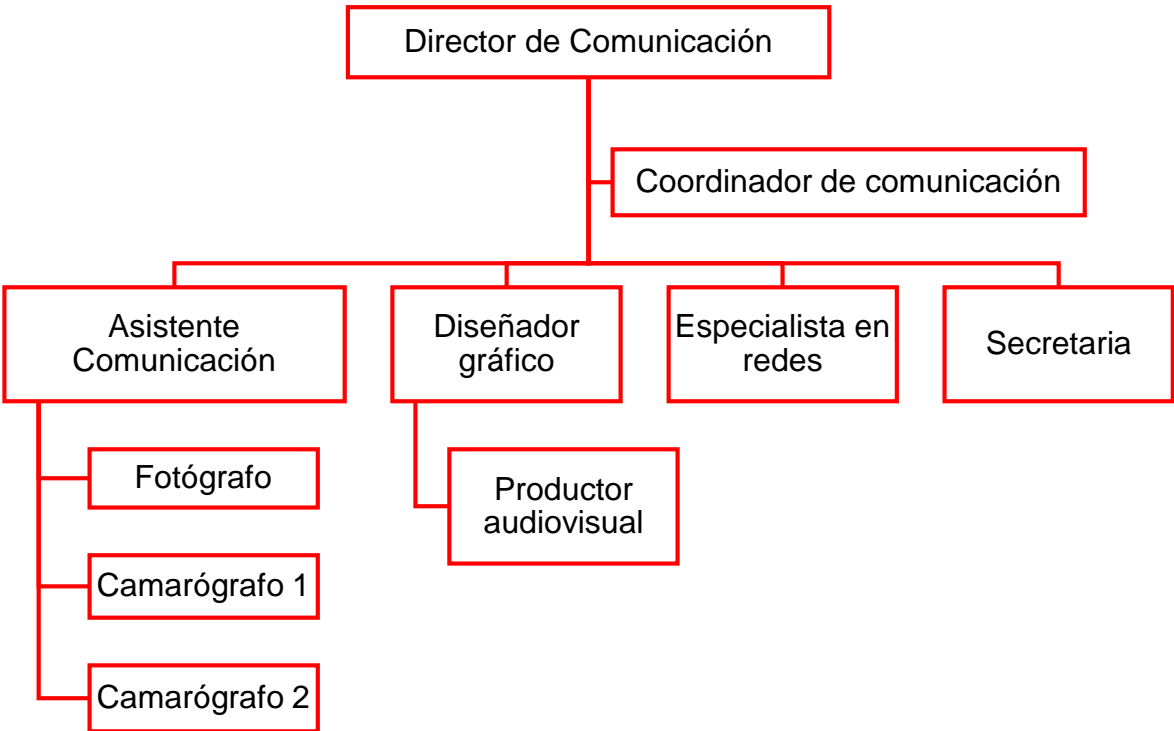 Director de Comunicación
Coordinador de comunicación
Asistente
Comunicación
Diseñador
gráfico
Especialista en
redes
Secretaria
Fotógrafo
Camarógrafo 1
Camarógrafo 2
Productor
audiovisual